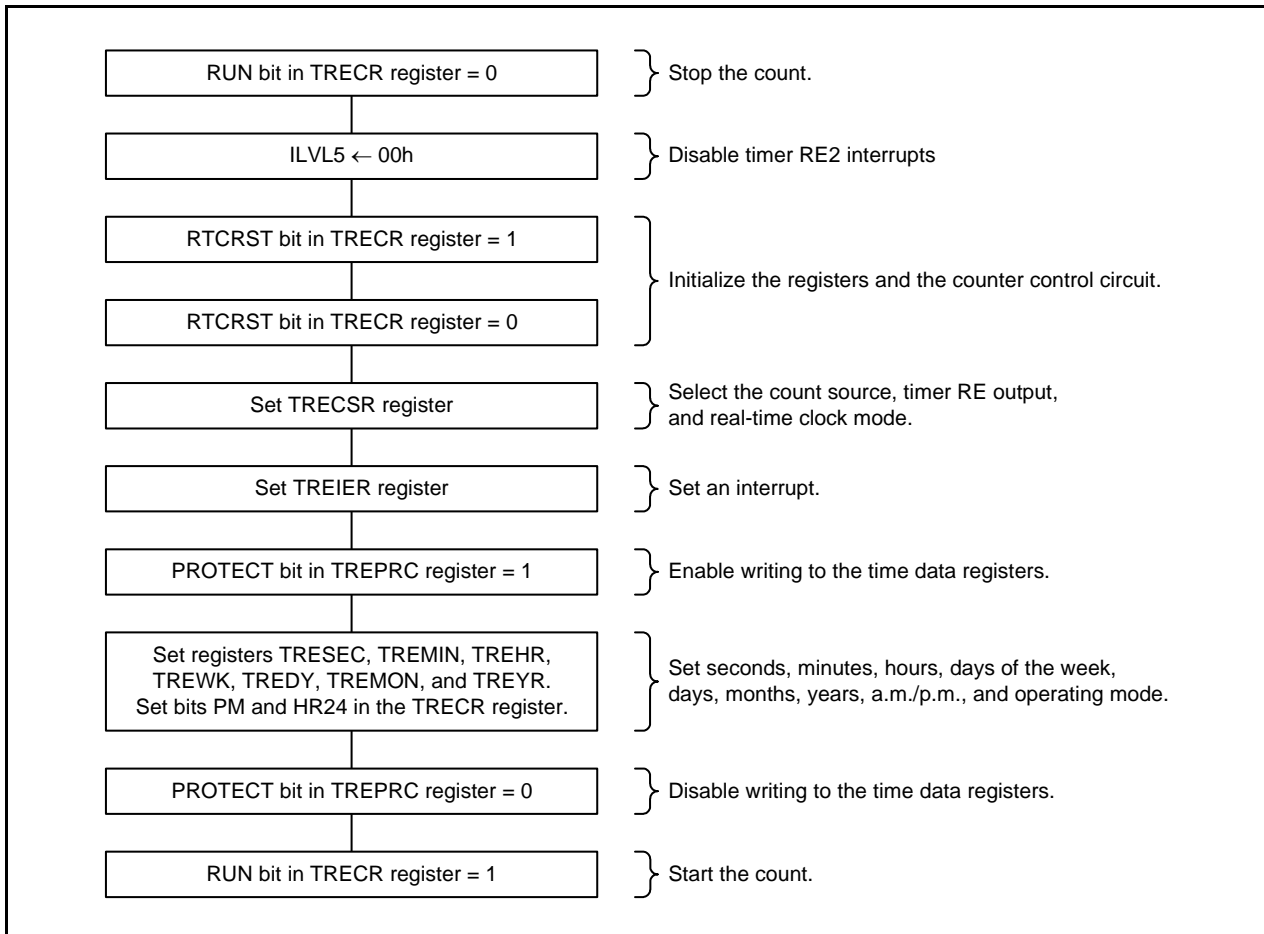 RUN bit in TRECR register = 0
Stop the count.
ILVL5 ← 00h
Disable timer RE2 interrupts
RTCRST bit in TRECR register = 1
Initialize the registers and the counter control circuit.
RTCRST bit in TRECR register = 0
Set TRECSR register
Select the count source, timer RE output,
and real-time clock mode.
Set TREIER register
Set an interrupt.
PROTECT bit in TREPRC register = 1
Enable writing to the time data registers.
Set registers TRESEC, TREMIN, TREHR,
TREWK, TREDY, TREMON, and TREYR.
Set bits PM and HR24 in the TRECR register.
Set seconds, minutes, hours, days of the week,
days, months, years, a.m./p.m., and operating mode.
PROTECT bit in TREPRC register = 0
Disable writing to the time data registers.
RUN bit in TRECR register = 1
Start the count.